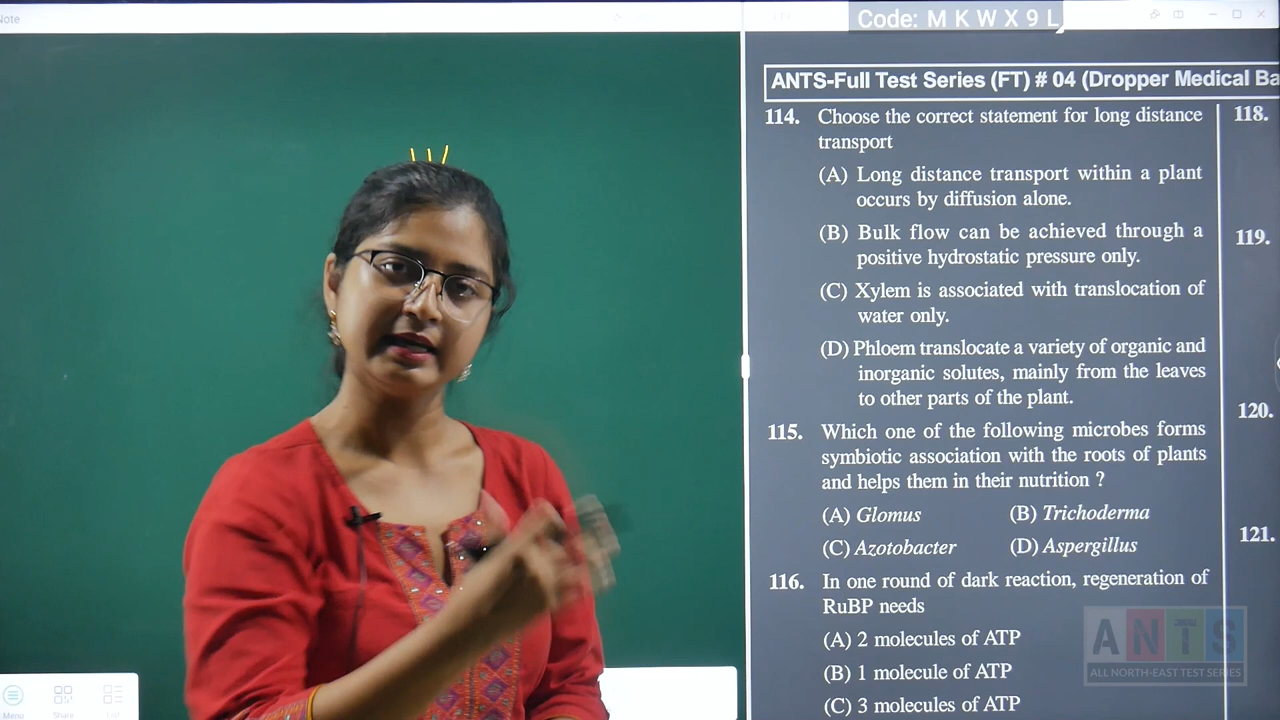 Note
Code: M K W X 9 L
ANTS-Full Test Series (FT) # 04 (Dropper Medical Ba
114. Choose the correct statement for long distance
transport
(A) Long distance transport within a plant
occurs by diffusion alone.
(B) Bulk flow can be achieved through a
positive hydrostatic pressure only.
(C) Xylem is associated with translocation of
water only.
(D) Phloem translocate a variety of organic and
inorganic solutes, mainly from the leaves
to other parts of the plant.
115. Which one of the following microbes forms
symbiotic association with the roots of plants
and helps them in their nutrition ?
(A) Glomus (B) Trichoderma
(C) Azotobacter (D) Aspergillus
116. In one round of dark reaction, regeneration of
RuBP needs
(A) 2 molecules of ATP
(B) 1 molecule of ATP
(C) 3 molecules of ATP
118.
119.
120.
121.
ANTS
ALL NORTH-EAST TEST SERIES
Menu Share List